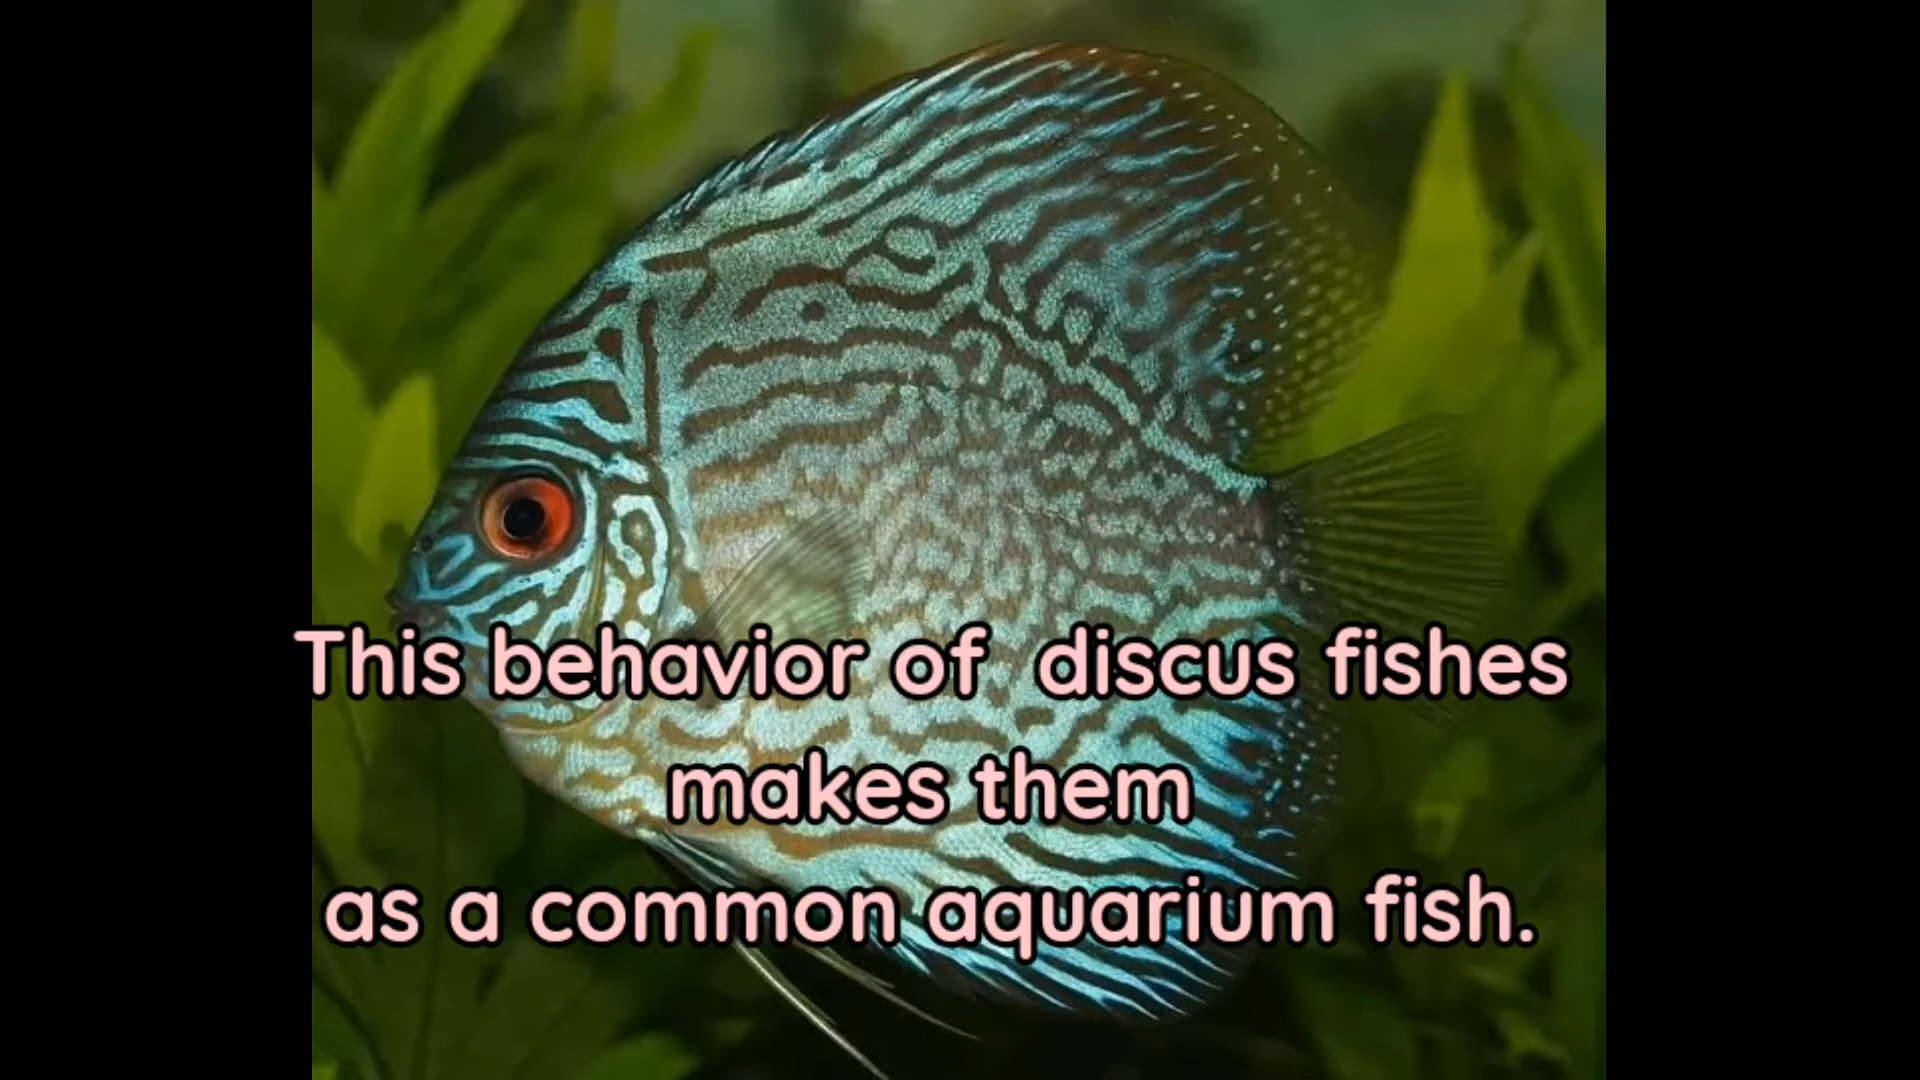 This behavior of discus fishes
makes them
as a common aquarium fish.